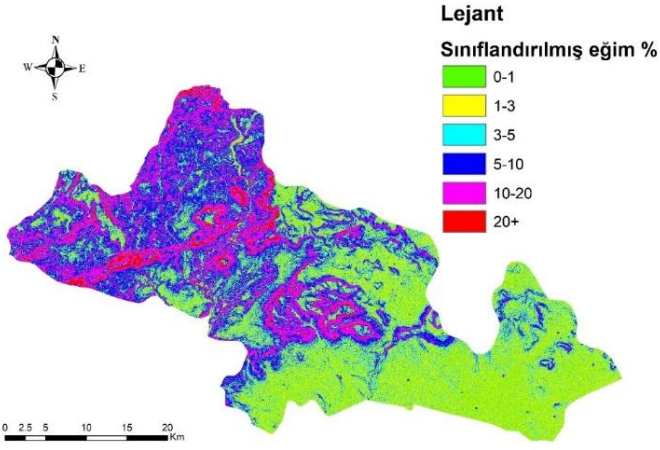 Lejant
Sınıflandırılmış eğim %
N
W E
S
0-1
1-3
3-5
5-10
10-20
20+
0 2.5 5 10 15 20
Km